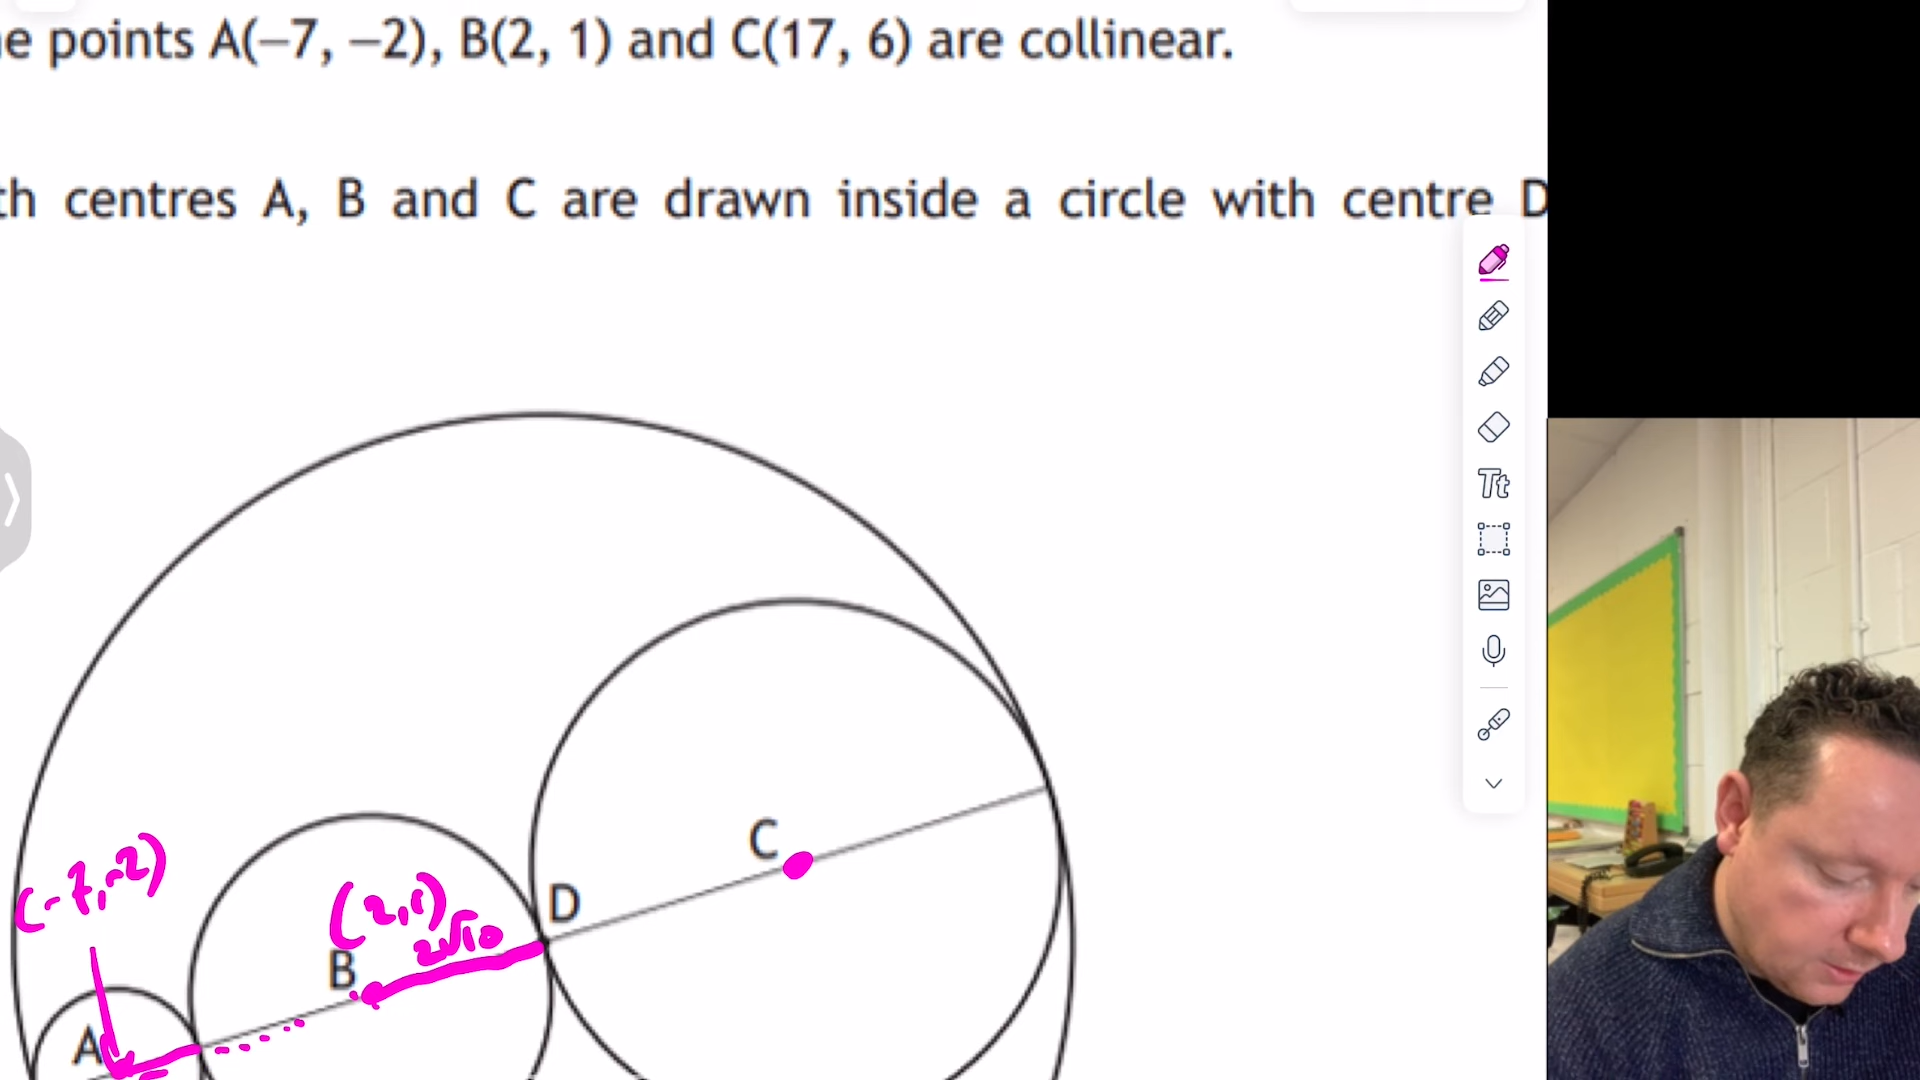 e points A(−7, −2), B(2, 1) and C(17, 6) are collinear.
th centres A, B and C are drawn inside a circle with centre D
Tt
C
(-7,-2)
(2,1)
2√10
D
B
A